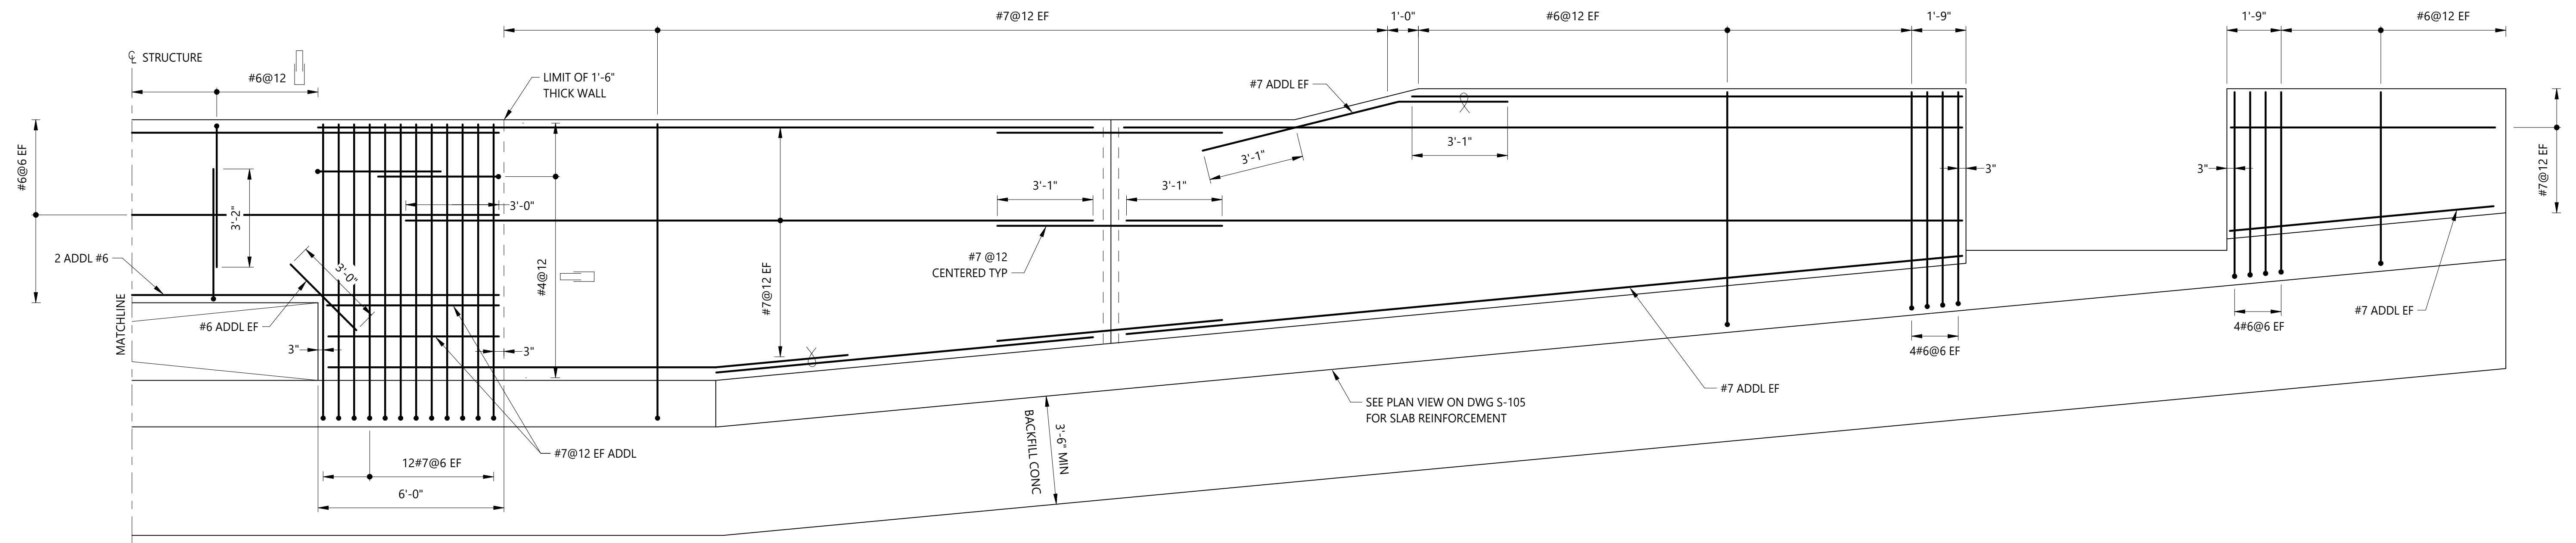 #7@12 EF
1'-0"
#6@12 EF
1'-9"
1'-9"
#6@12 EF
℄ STRUCTURE
#6@12
LIMIT OF 1'-6"
THICK WALL
#7 ADDL EF
#6@6 EF
3'-1"
3'-1"
3"
3"
#7@12 EF
3'-2"
3'-0"
3'-1"
3'-1"
2 ADDL #6
3'-0"
#4@12
#7@12 EF
#7 @12
CENTERED TYP
MATCHLINE
#6 ADDL EF
3"
3"
#7 ADDL EF
4#6@6 EF
4#6@6 EF
#7 ADDL EF
SEE PLAN VIEW ON DWG S-105
FOR SLAB REINFORCEMENT
3'-6" MIN
BACKFILL CONC
#7@12 EF ADDL
12#7@6 EF
6'-0"